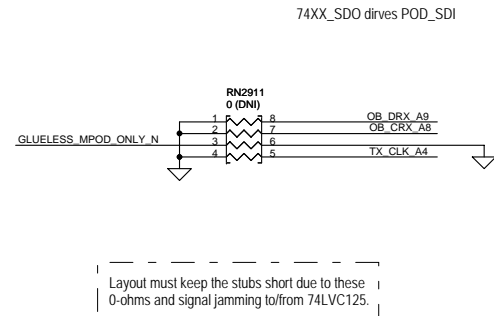 74XX_SDO dirves POD_SDI
RN2911
0 (DNI)
1 8 OB_DRX_A9
2 7 OB_CRX_A8
GLUELESS_MPOD_ONLY_N 3 6
4 5 TX_CLK_A4
Layout must keep the stubs short due to these
0-ohms and signal jamming to/from 74LVC125.